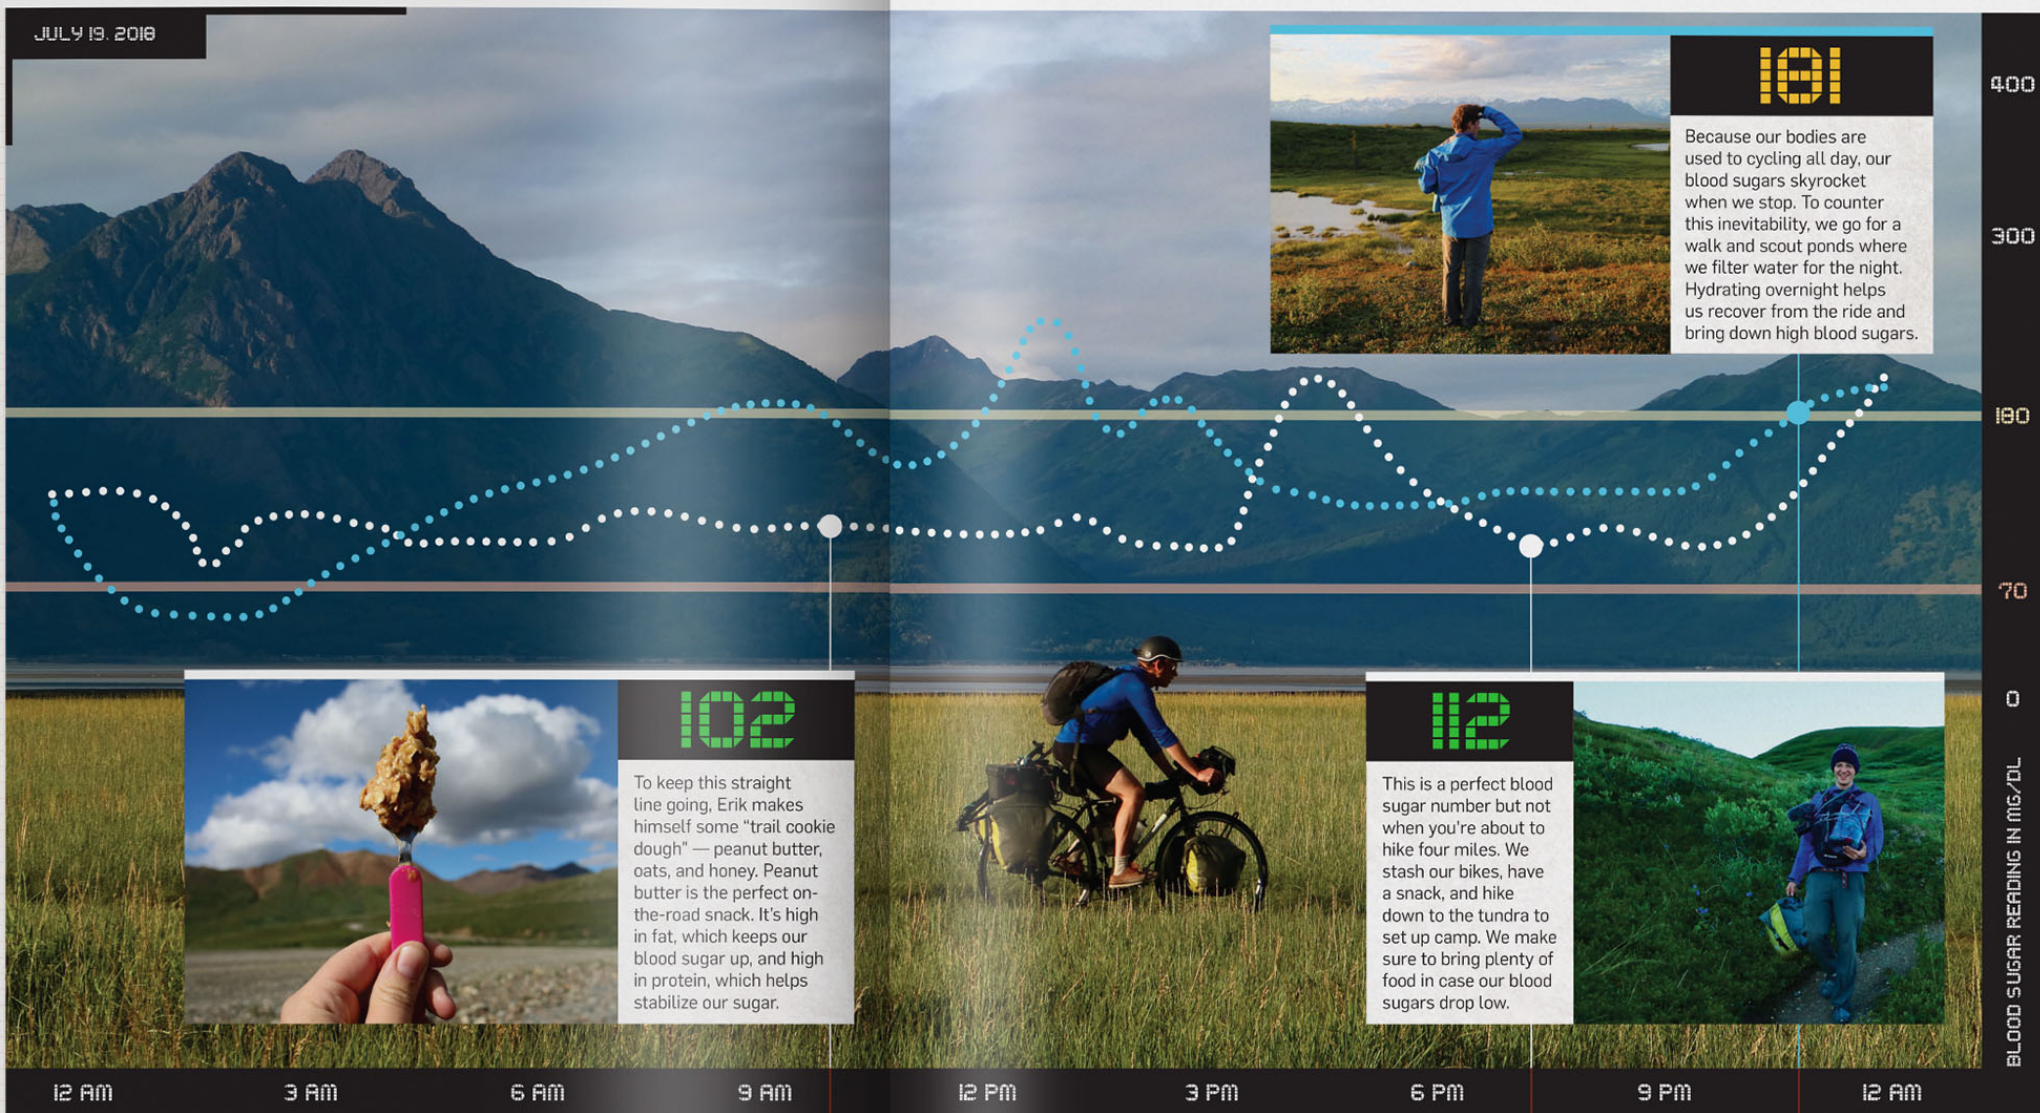 JULY 19. 2018
181
Because our bodies are
used to cycling all day, our
blood sugars skyrocket
when we stop. To counter
this inevitability, we go for a
walk and scout ponds where
we filter water for the night.
Hydrating overnight helps
us recover from the ride and
bring down high blood sugars.
400
300
180
70
0
BLOOD SUGAR READING IN MG/DL
102
To keep this straight
line going, Erik makes
himself some “trail cookie
dough” — peanut butter,
oats, and honey. Peanut
butter is the perfect on-
the-road snack. It’s high
in fat, which keeps our
blood sugar up, and high
in protein, which helps
stabilize our sugar.
112
This is a perfect blood
sugar number but not
when you’re about to
hike four miles. We
stash our bikes, have
a snack, and hike
down to the tundra to
set up camp. We make
sure to bring plenty of
food in case our blood
sugars drop low.
12 AM 3 AM 6 AM 9 AM 12 PM 3 PM 6 PM 9 PM 12 AM